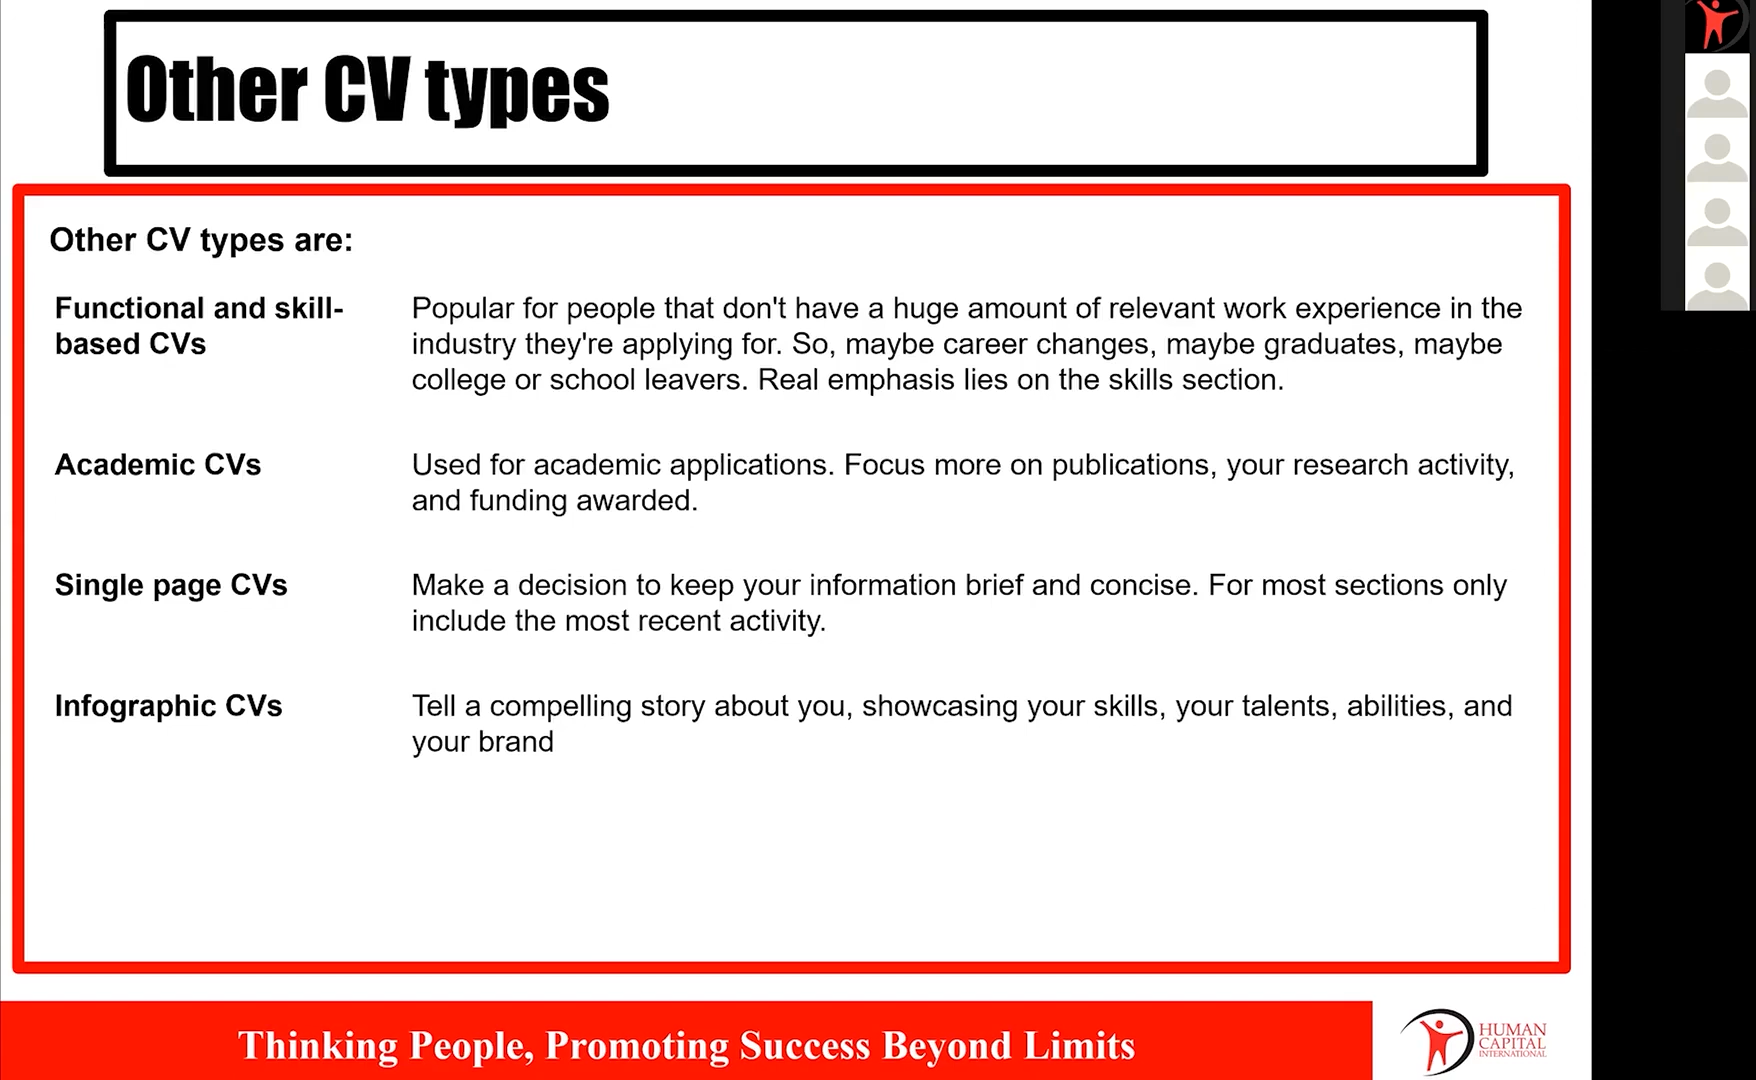 Other CV types
Other CV types are:
Functional and skill-
based CVs
Popular for people that don't have a huge amount of relevant work experience in the
industry they're applying for. So, maybe career changes, maybe graduates, maybe
college or school leavers. Real emphasis lies on the skills section.
Academic CVs
Used for academic applications. Focus more on publications, your research activity,
and funding awarded.
Single page CVs
Make a decision to keep your information brief and concise. For most sections only
include the most recent activity.
Infographic CVs
Tell a compelling story about you, showcasing your skills, your talents, abilities, and
your brand
Thinking People, Promoting Success Beyond Limits
HUMAN
CAPITAL
INTERNATIONAL